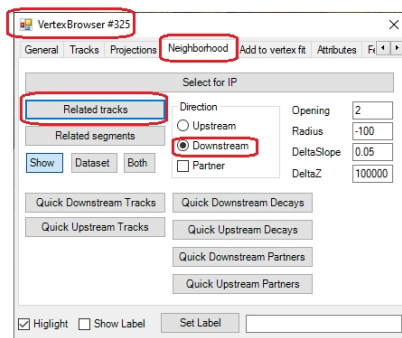 VertexBrowser #325
General Tracks Projections Neighborhood Add to vertex fit Attributes
Select for IP
Related tracks
Related segments
Show Dataset Both
Direction
Upstream
Downstream
Partner
Opening 2
Radius -100
DeltaSlope 0.05
DeltaZ 100000
Quick Downstream Tracks
Quick Upstream Tracks
Quick Downstream Decays
Quick Upstream Decays
Quick Downstream Partners
Quick Upstream Partners
Higlight Show Label Set Label